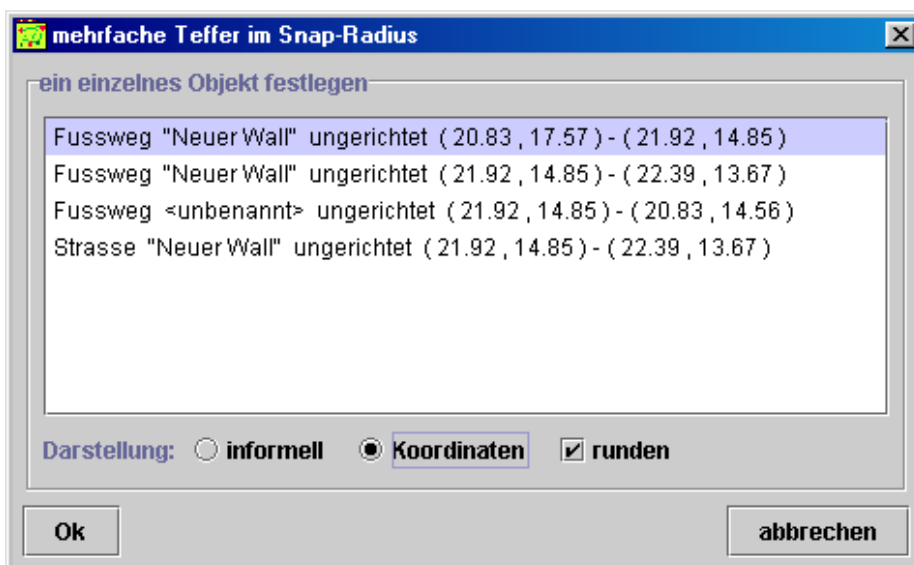 mehrfache Teffer im Snap-Radius
ein einzelnes Objekt festlegen
Fussweg "Neuer Wall" ungerichtet ( 20.83 , 17.57 ) - ( 21.92 , 14.85 )
Fussweg "Neuer Wall" ungerichtet ( 21.92 , 14.85 ) - ( 22.39 , 13.67 )
Fussweg <unbenannt> ungerichtet ( 21.92 , 14.85 ) - ( 20.83 , 14.56 )
Strasse "Neuer Wall" ungerichtet ( 21.92 , 14.85 ) - ( 22.39 , 13.67 )
Darstellung: informell Koordinaten runden
Ok abbrechen